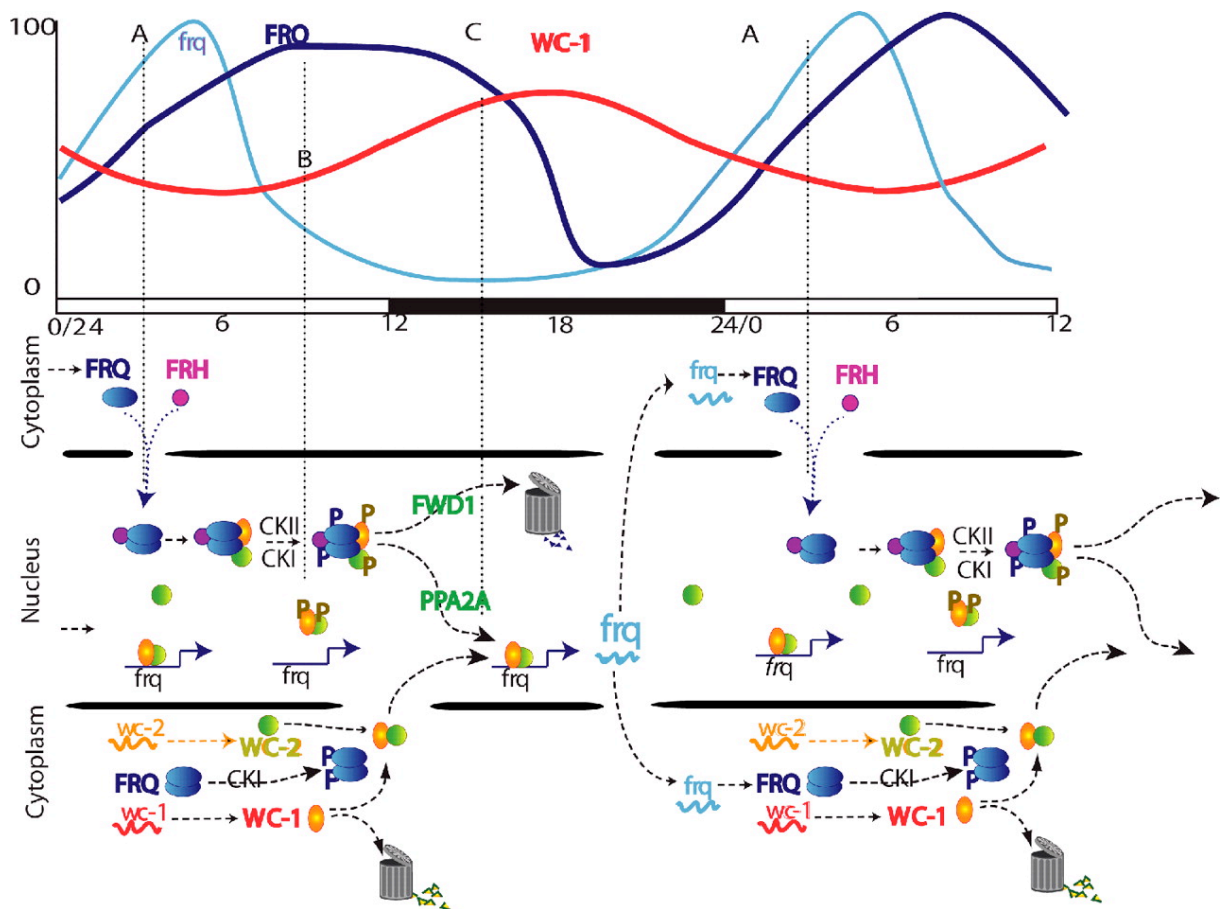 100
A
frq
FRQ
C
WC-1
A
B
0
0/24
6
12
18
24/0
6
12
Cytoplasm
FRQ
FRH
frq
FRQ
FRH
Nucleus
CKII
CKI
P
P
P
P
FWD1
PPA2A
P P
frq
frq
frq
frq
CKII
CKI
P
P
P
P
P P
frq
frq
Cytoplasm
wc-2
WC-2
FRQ
CKI
P
P
wc-1
WC-1
wc-2
WC-2
frq
FRQ
CKI
P
P
wc-1
WC-1